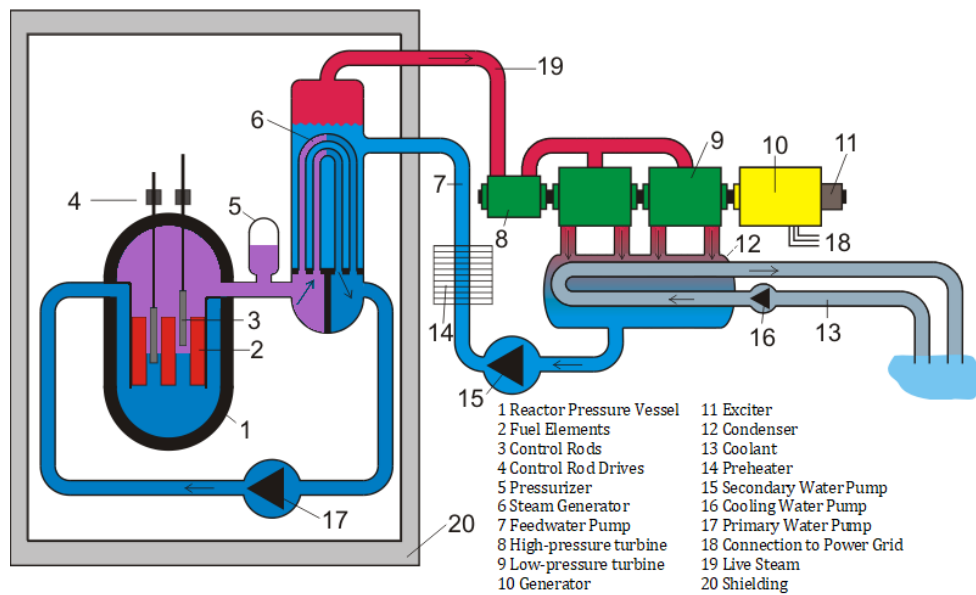 19
6
9
10
11
4
7
5
8
18
12
3
14
16
13
2
15
1
17
20
1 Reactor Pressure Vessel
2 Fuel Elements
3 Control Rods
4 Control Rod Drives
5 Pressurizer
6 Steam Generator
7 Feedwater Pump
8 High-pressure turbine
9 Low-pressure turbine
10 Generator
11 Exciter
12 Condenser
13 Coolant
14 Preheater
15 Secondary Water Pump
16 Cooling Water Pump
17 Primary Water Pump
18 Connection to Power Grid
19 Live Steam
20 Shielding